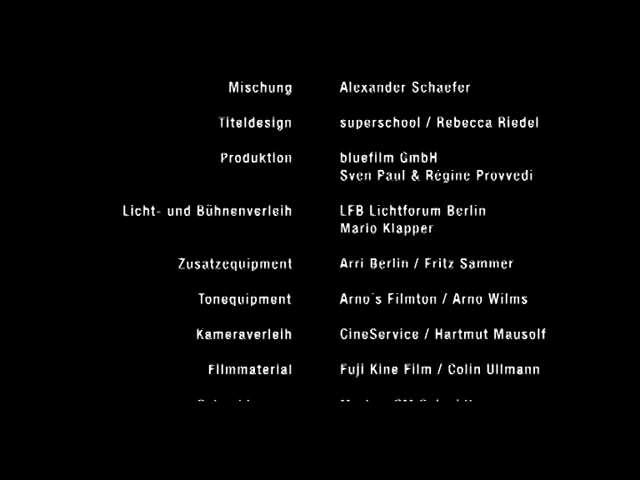 Mischung Alexander Schaefer
Titeldesign superschool / Rebecca Riedel
Produktion bluefilm GmbH
Sven Paul & Régine Provvedi
Licht- und Bühnenverleih LFB Lichtforum Berlin
Mario Klapper
Zusatzequipment Arri Berlin / Fritz Sammer
Tonequipment Arno´s Filmton / Arno Wilms
Kameraverleih CineService / Hartmut Mausolf
Filmmaterial Fuji Kine Film / Colin Ullmann